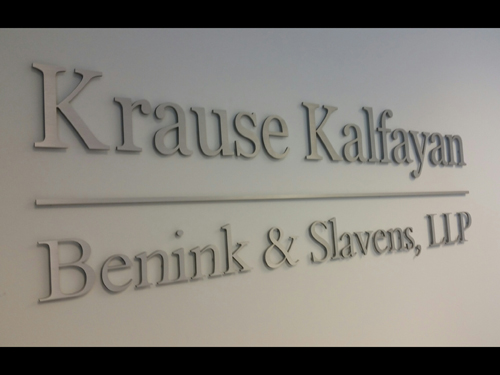 Krause Kalfayan
Benink & Slavens, LLP